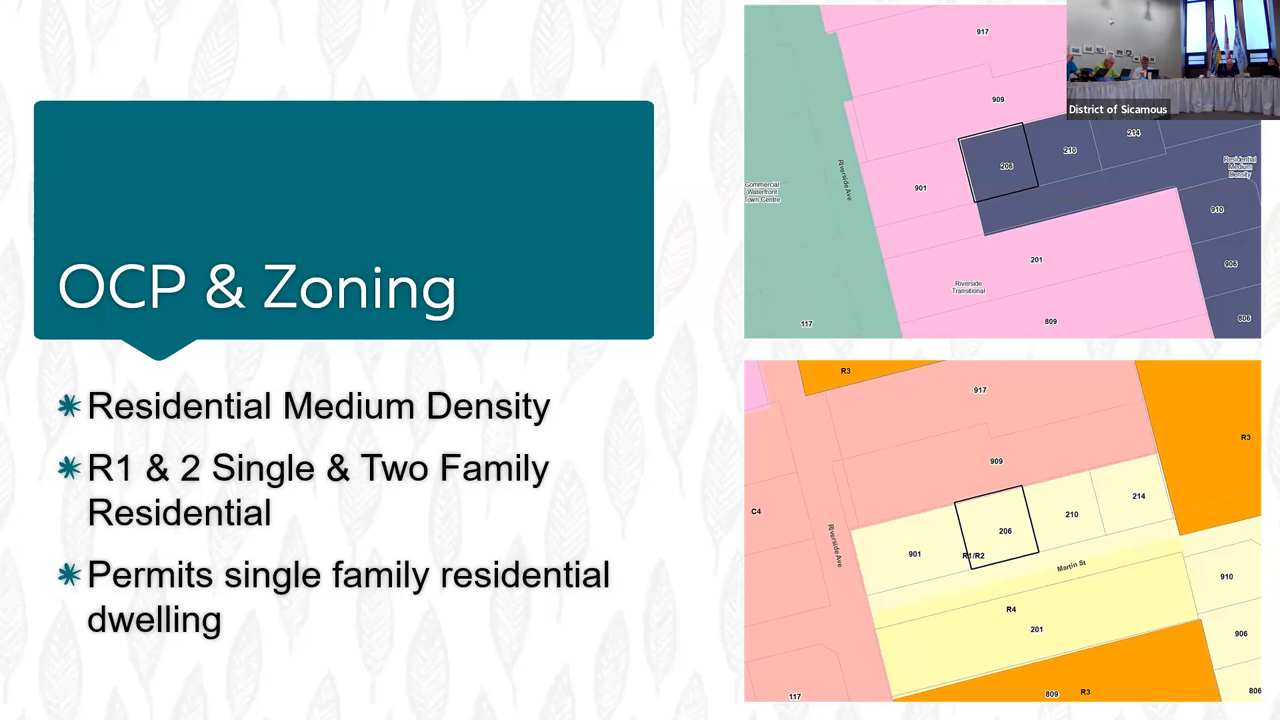 OCP & Zoning
Residential Medium Density
R1 & 2 Single & Two Family
Residential
Permits single family residential
dwelling
917
909
District of Sicamous
214
210
206
Residential
Medium
Density
Riverside Ave
Commercial
Waterfront
Town Centre
901
910
201
906
Riverside
Transitional
117
809
806
R3
917
R3
909
214
C4
210
206
Riverside Ave
901
R1/R2
Martin St
910
R4
201
906
117
809
R3
806